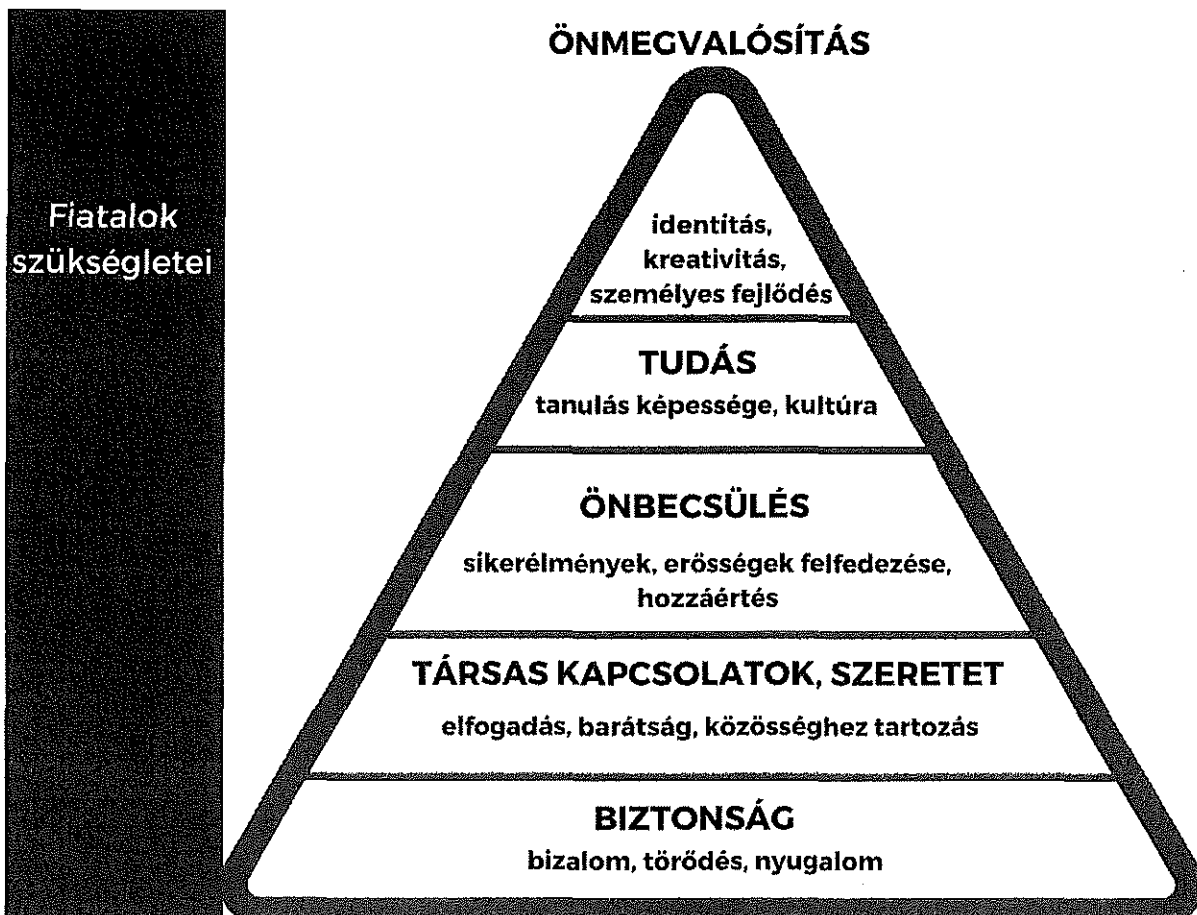 ÖNMEGVALÓSÍTÁS
Fiatalok
szükségletei
identitás,
kreativitás,
személyes fejlődés
TUDÁS
tanulás képessége, kultúra
ÖNBECSÜLÉS
sikerélmények, erősségek felfedezése,
hozzáértés
TÁRSAS KAPCSOLATOK, SZERETET
elfogadás, barátság, közösséghez tartozás
BIZTONSÁG
bizalom, törődés, nyugalom